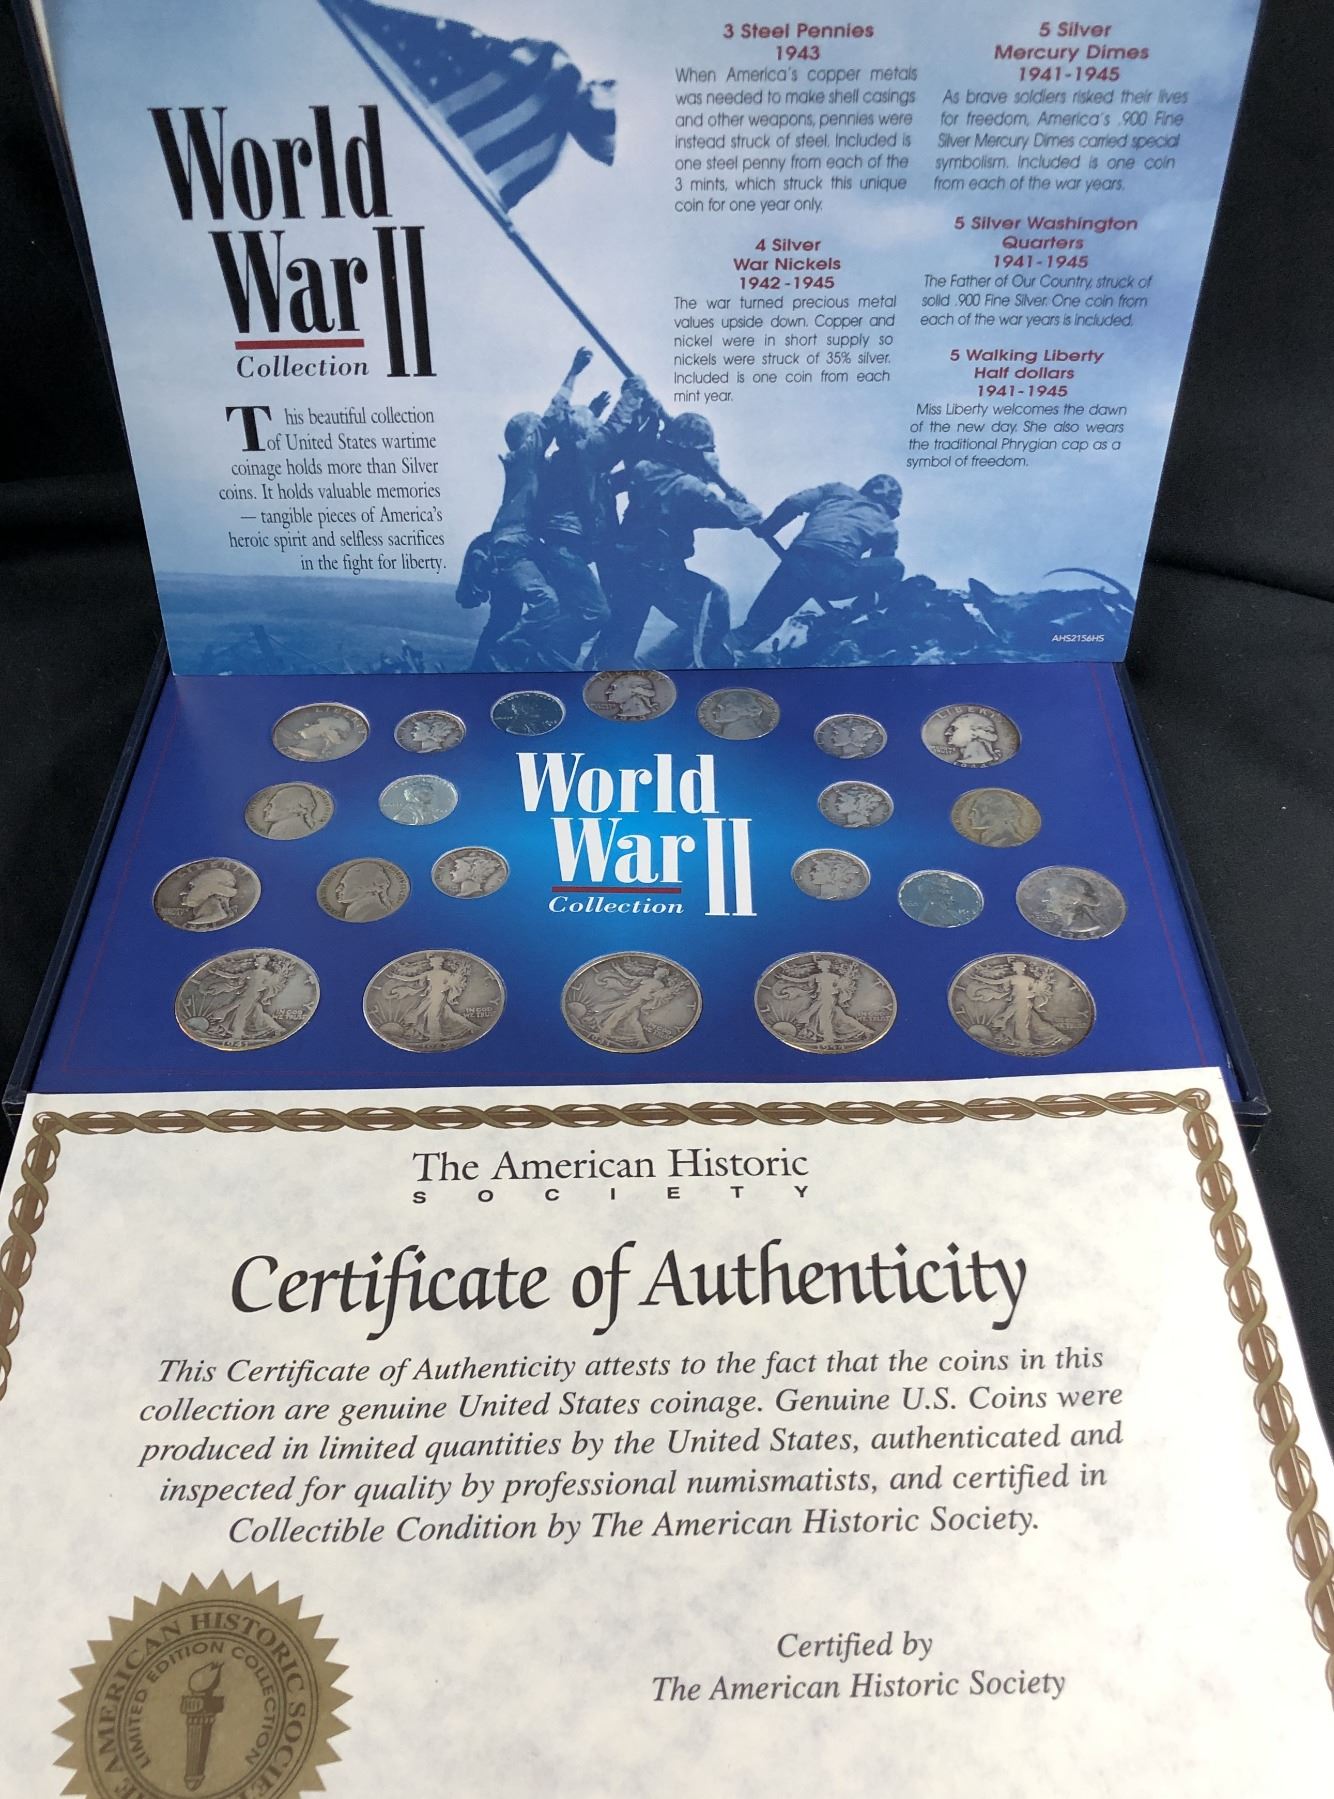 World
War II
Collection
This beautiful collection
of United States wartime
coinage holds more than Silver
coins. It holds valuable memories
— tangible pieces of America's
heroic spirit and selfless sacrifices
in the fight for liberty.
3 Steel Pennies
1943
When America's copper metals
was needed to make shell casings
and other weapons, pennies were
instead struck of steel. Included is
one steel penny from each of the
3 mints, which struck this unique
coin for one year only.
4 Silver
War Nickels
1942-1945
The war turned precious metal
values upside down. Copper and
nickel were in short supply so
nickels were struck of 35% silver.
Included is one coin from each
mint year.
5 Silver
Mercury Dimes
1941-1945
As brave soldiers risked their lives
for freedom, America's .900 Fine
Silver Mercury Dimes carried special
symbolism. Included is one coin
from each of the war years.
5 Silver Washington
Quarters
1941-1945
The Father of Our Country, struck of
solid .900 Fine Silver. One coin from
each of the war years is included.
5 Walking Liberty
Half dollars
1941-1945
Miss Liberty welcomes the dawn
of the new day. She also wears
the traditional Phrygian cap as a
symbol of freedom.
AHS2156HS
World
War II
Collection
The American Historic
SOCIETY
Certificate of Authenticity
This Certificate of Authenticity attests to the fact that the coins in this
collection are genuine United States coinage. Genuine U.S. Coins were
produced in limited quantities by the United States, authenticated and
inspected for quality by professional numismatists, and certified in
Collectible Condition by The American Historic Society.
Certified by
The American Historic Society
AMERICAN HISTORIC SOCIETY
LIMITED EDITION COLLECTION